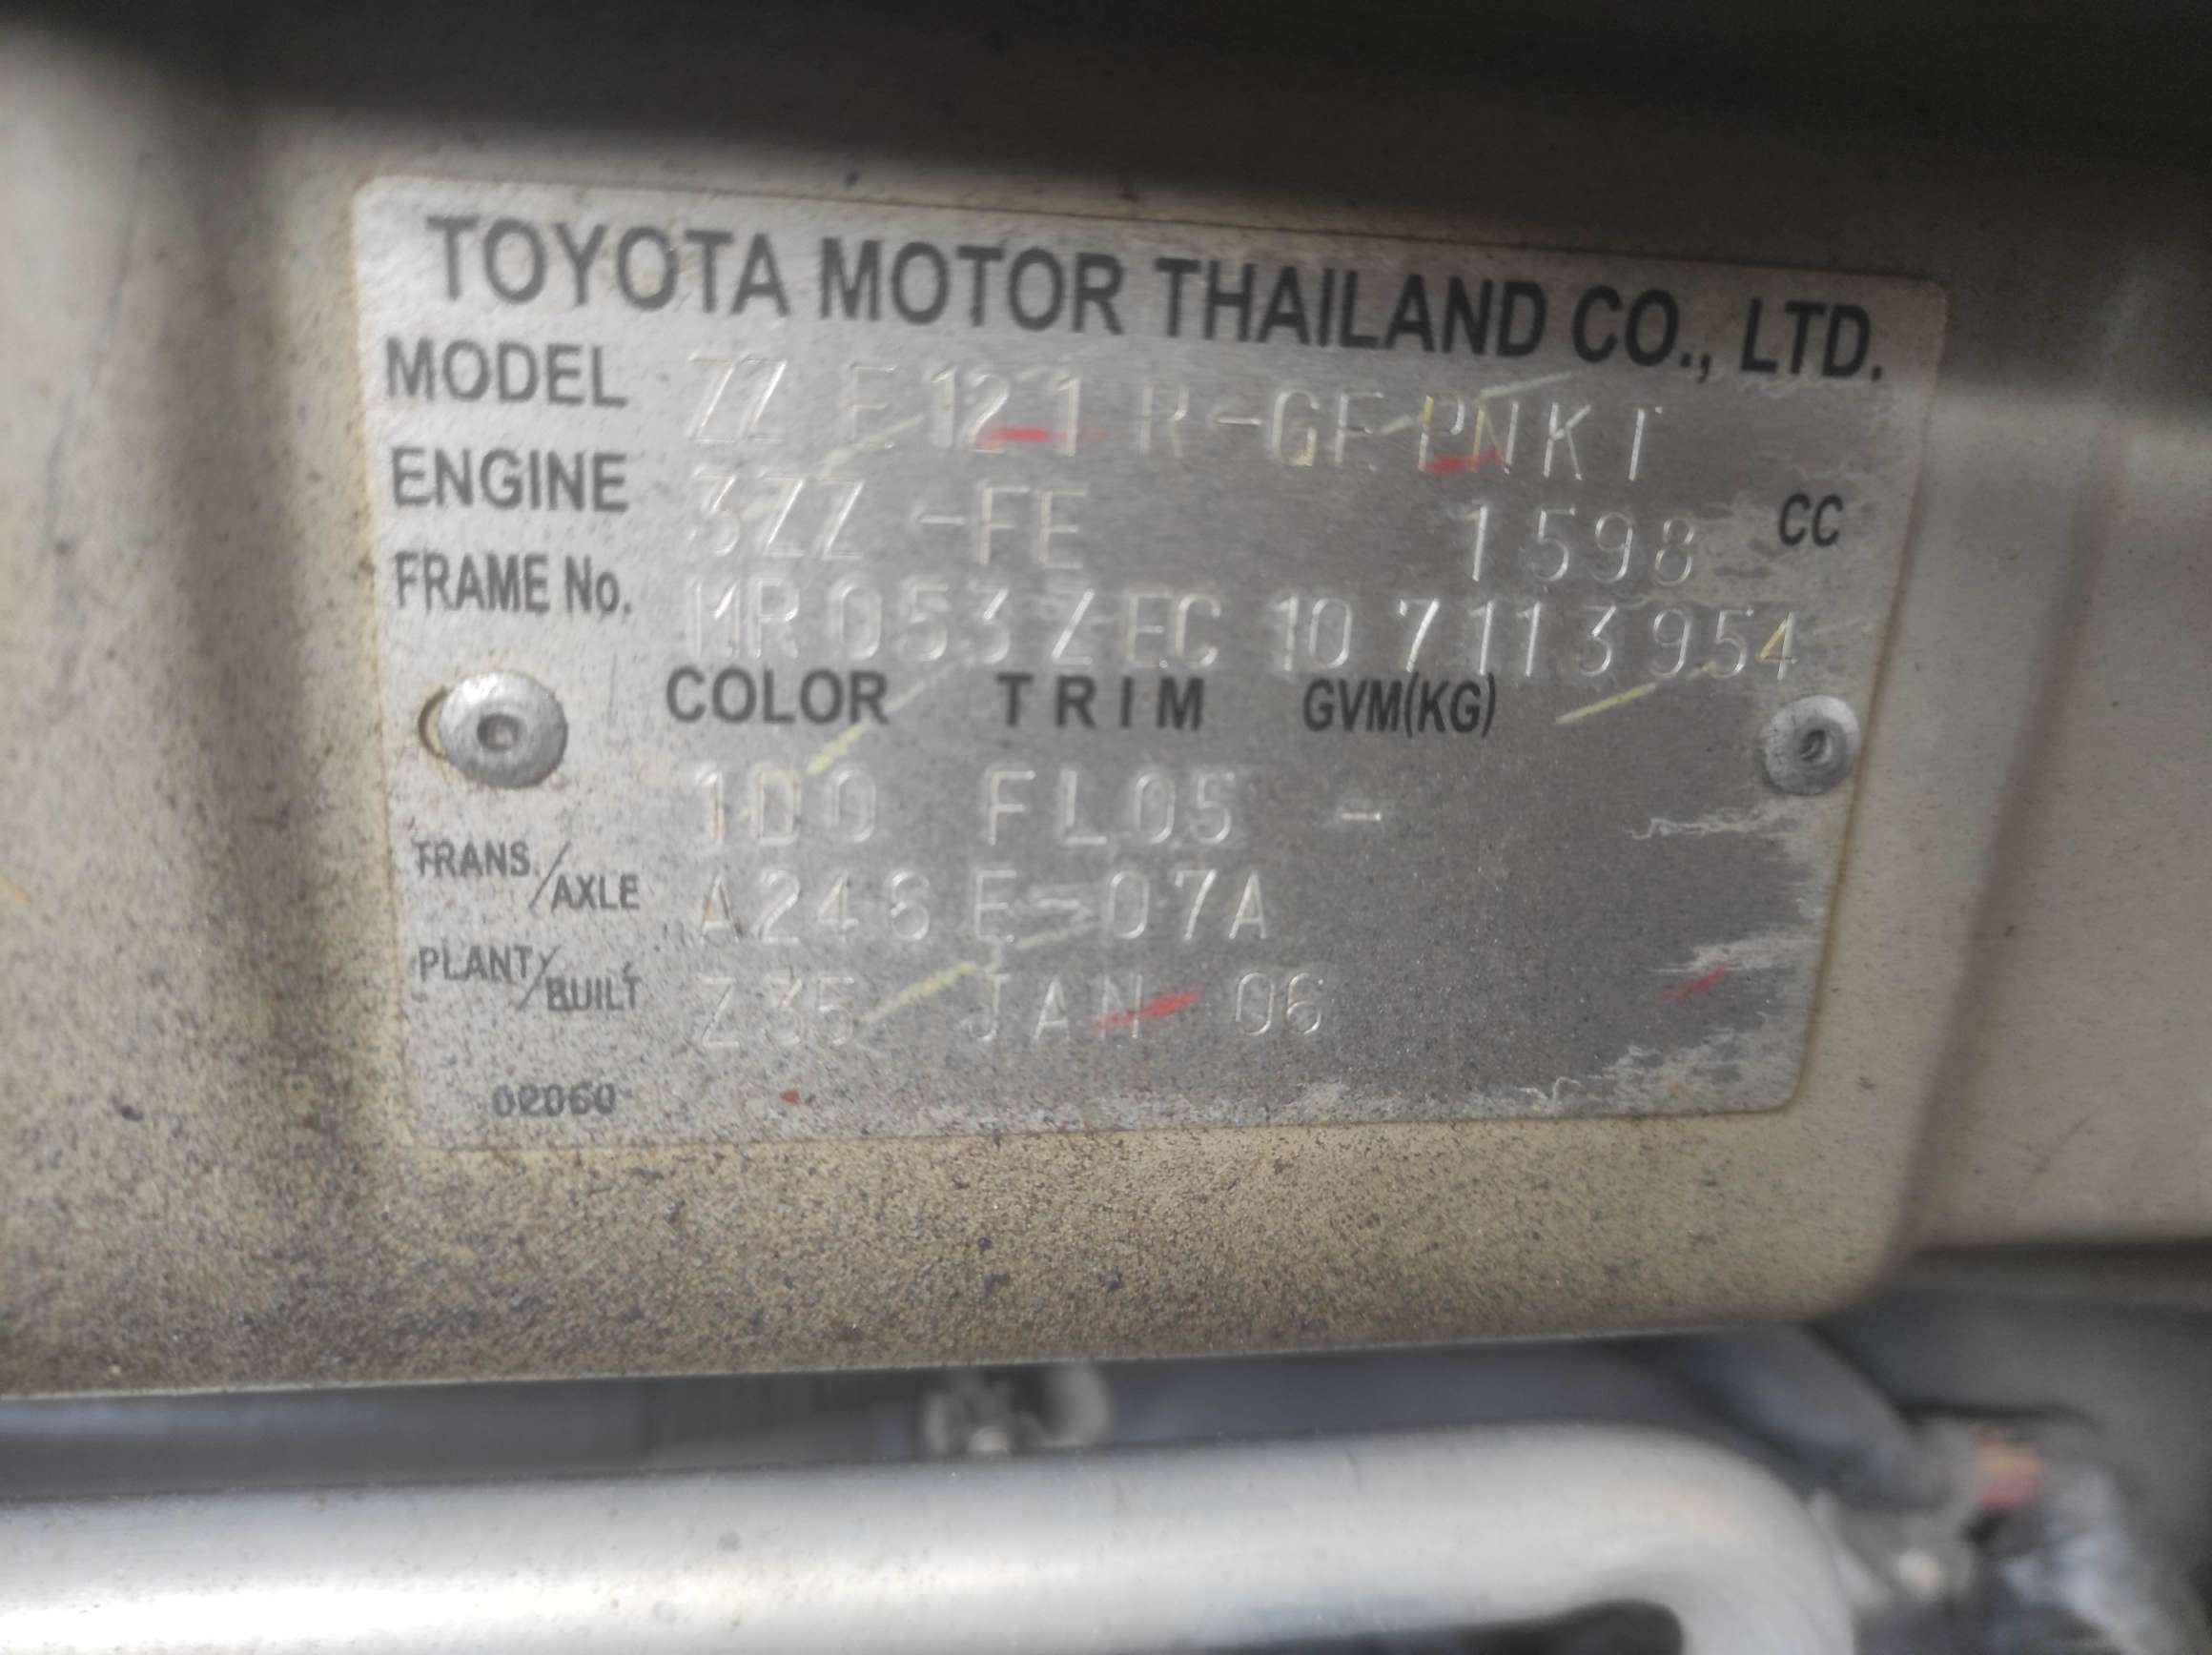 TOYOTA MOTOR THAILAND CO., LTD.
MODEL ZZE121R-GEPNKT
ENGINE 3ZZ-FE 1598 CC
FRAME No. MR053ZEC107113954
COLOR TRIM GVM(KG)
1D0 FL05 -
TRANS./AXLE A246E-07A
PLANT/BUILT Z35 JAN 06
02060